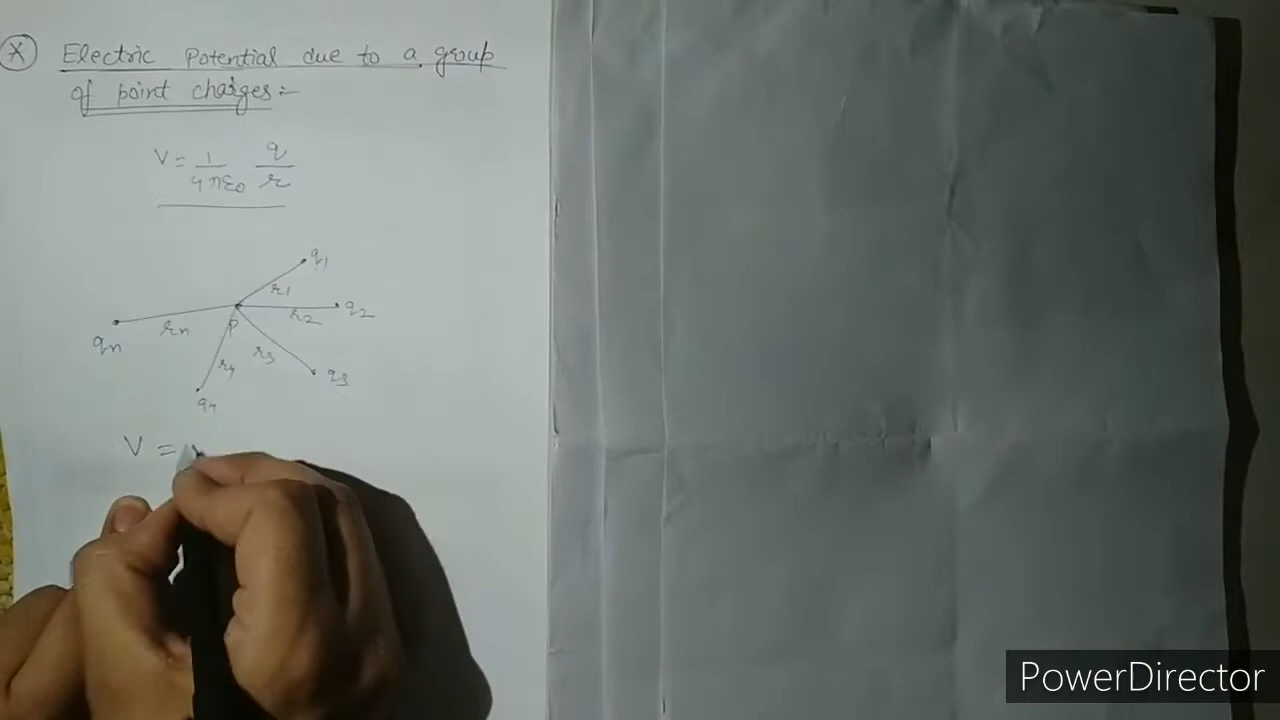 (X) Electric Potential due to a group
of point charges :-
V = 1/4πε0 q/r
q1
r1
r2 q2
P
rn
qn
r3
q3
r4
q4
V =
PowerDirector